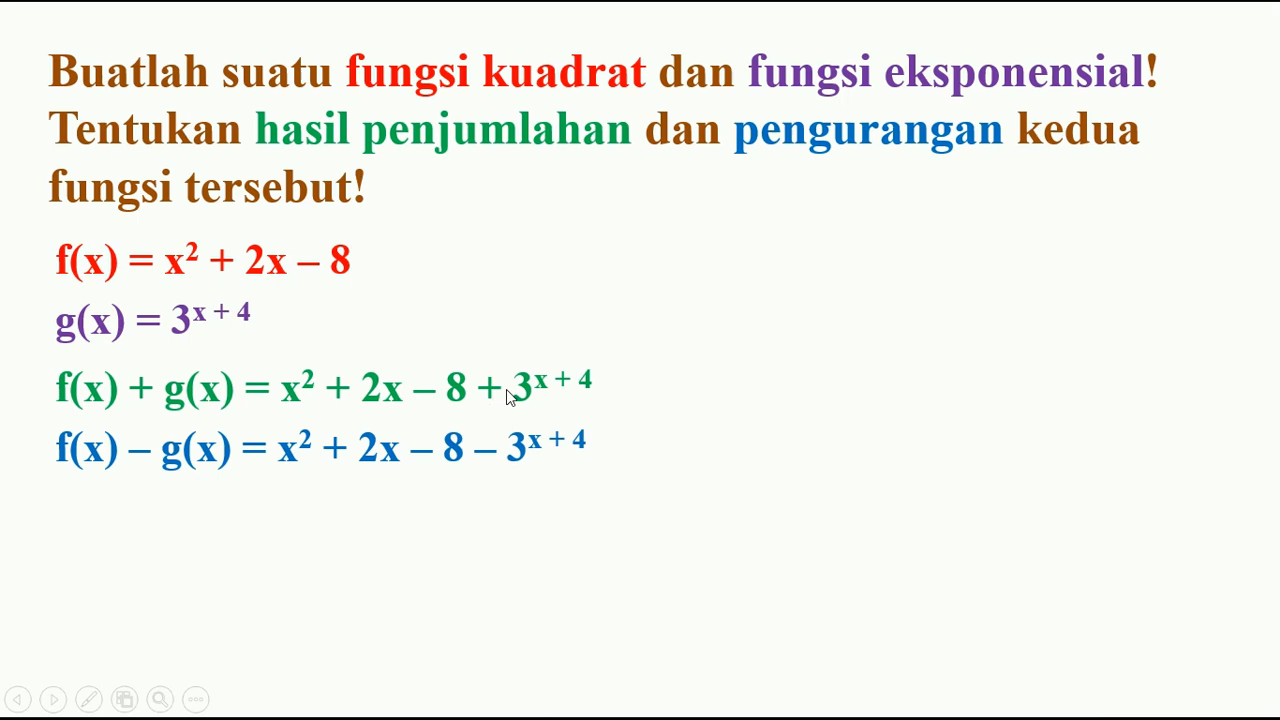 Buatlah suatu fungsi kuadrat dan fungsi eksponensial!
Tentukan hasil penjumlahan dan pengurangan kedua
fungsi tersebut!
f(x) = x² + 2x – 8
g(x) = 3ˣ ⁺ ⁴
f(x) + g(x) = x² + 2x – 8 + 3ˣ ⁺ ⁴
f(x) – g(x) = x² + 2x – 8 – 3ˣ ⁺ ⁴